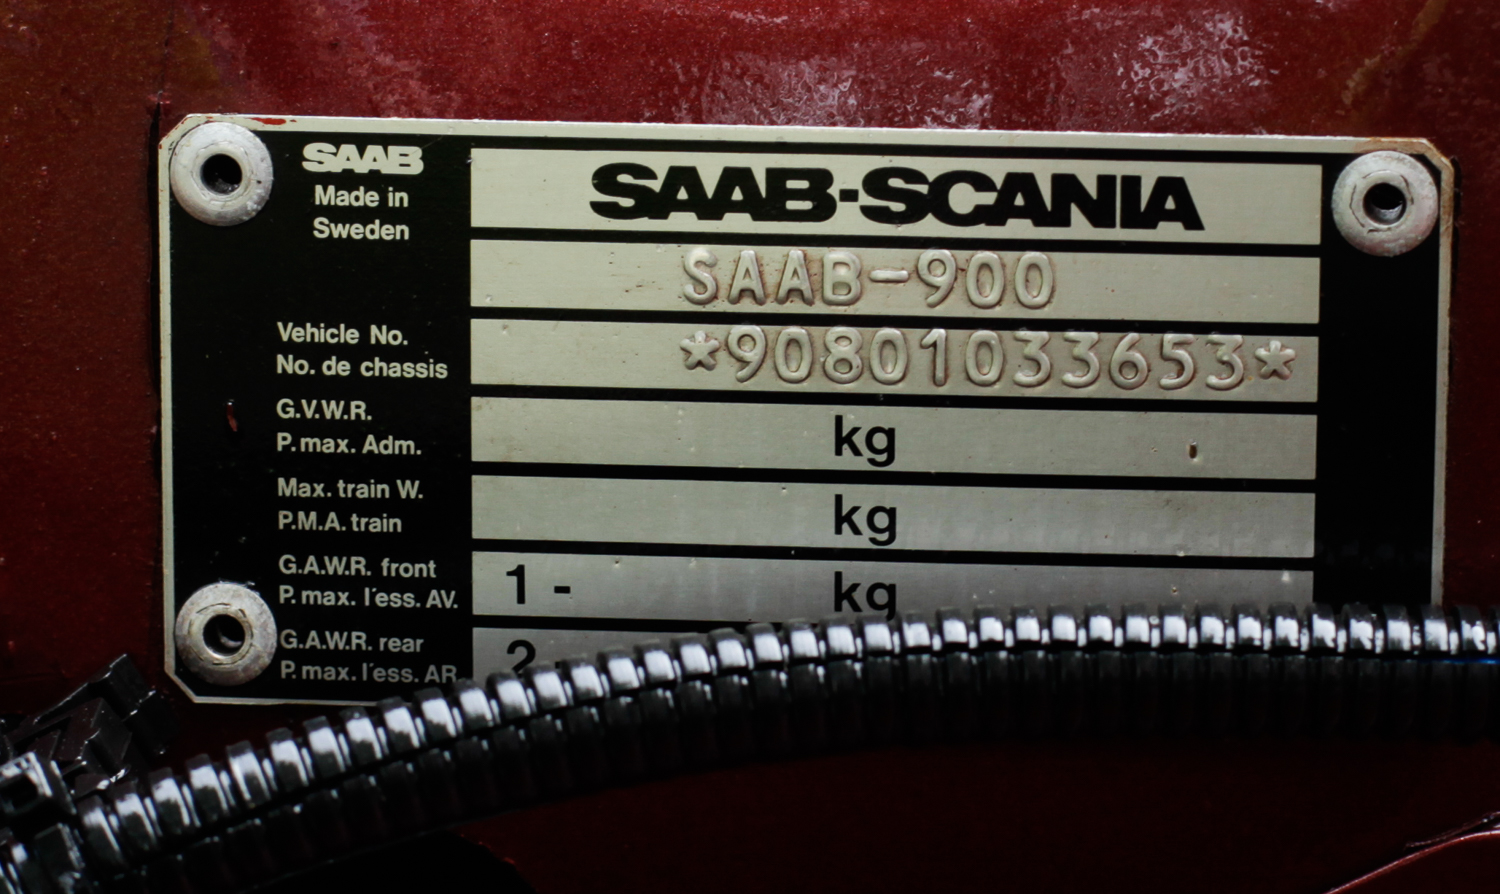 SAAB
Made in
Sweden
SAAB-SCANIA
SAAB-900
Vehicle No.
No. de chassis
*90801033653*
G.V.W.R.
P. max. Adm.
kg
Max. train W.
P.M.A. train
kg
G.A.W.R. front
P. max. l'ess. AV.
1 - kg
G.A.W.R. rear
P. max. l'ess. AR.
2 -